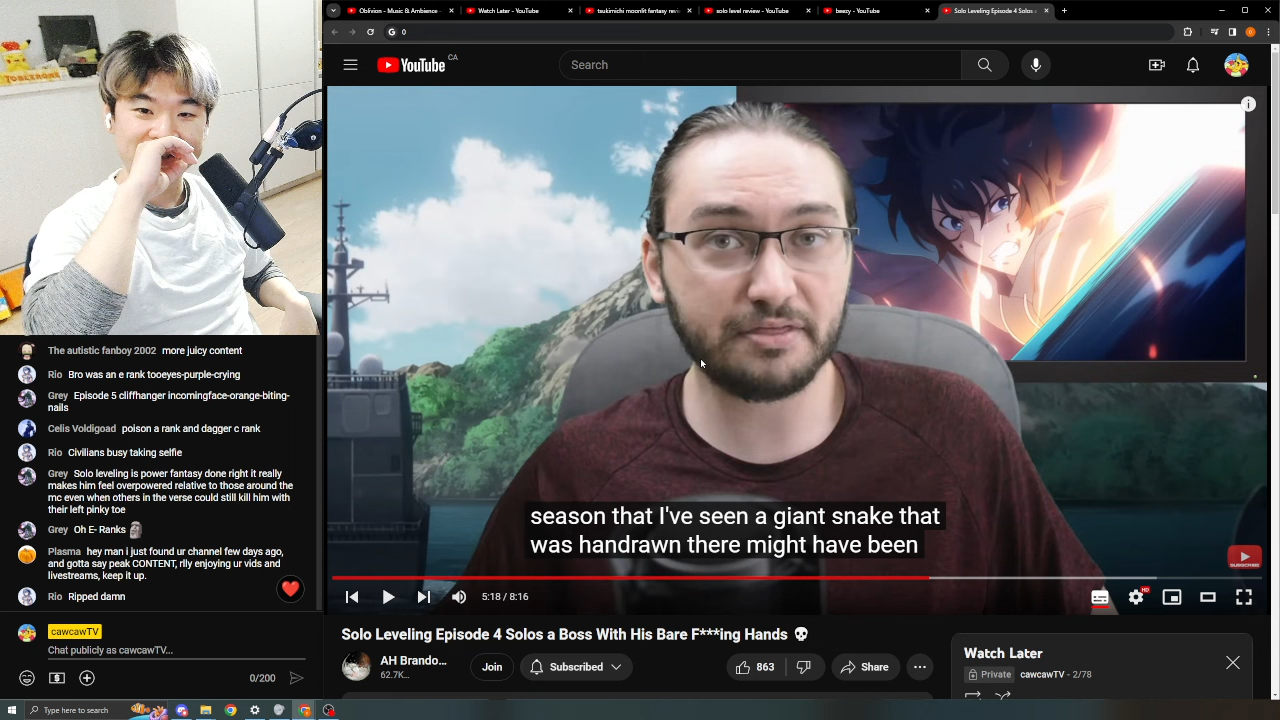 Oblivion - Music & Ambience
Watch Later - YouTube
tsukimichi moonlit fantasy revi
solo level review - YouTube
beezy - YouTube
Solo Leveling Episode 4 Solos a
0
YouTube CA
Search
TOBLERONE
The autistic fanboy 2002 more juicy content
Rio Bro was an e rank tooeyes-purple-crying
Grey Episode 5 cliffhanger incomingface-orange-biting-
nails
Celis Voldigoad poison a rank and dagger c rank
Rio Civilians busy taking selfie
Grey Solo leveling is power fantasy done right it really
makes him feel overpowered relative to those around the
mc even when others in the verse could still kill him with
their left pinky toe
Grey Oh E- Ranks
Plasma hey man i just found ur channel few days ago,
and gotta say peak CONTENT, rlly enjoying ur vids and
livestreams, keep it up.
Rio Ripped damn
cawcawTV
Chat publicly as cawcawTV...
0/200
season that I've seen a giant snake that
was handrawn there might have been
SUBSCRIBE
5:18 / 8:16
HD
Solo Leveling Episode 4 Solos a Boss With His Bare F***ing Hands
AH Brando...
62.7K...
Join
Subscribed
863
Share
Watch Later
Private cawcawTV - 2/78
Type here to search